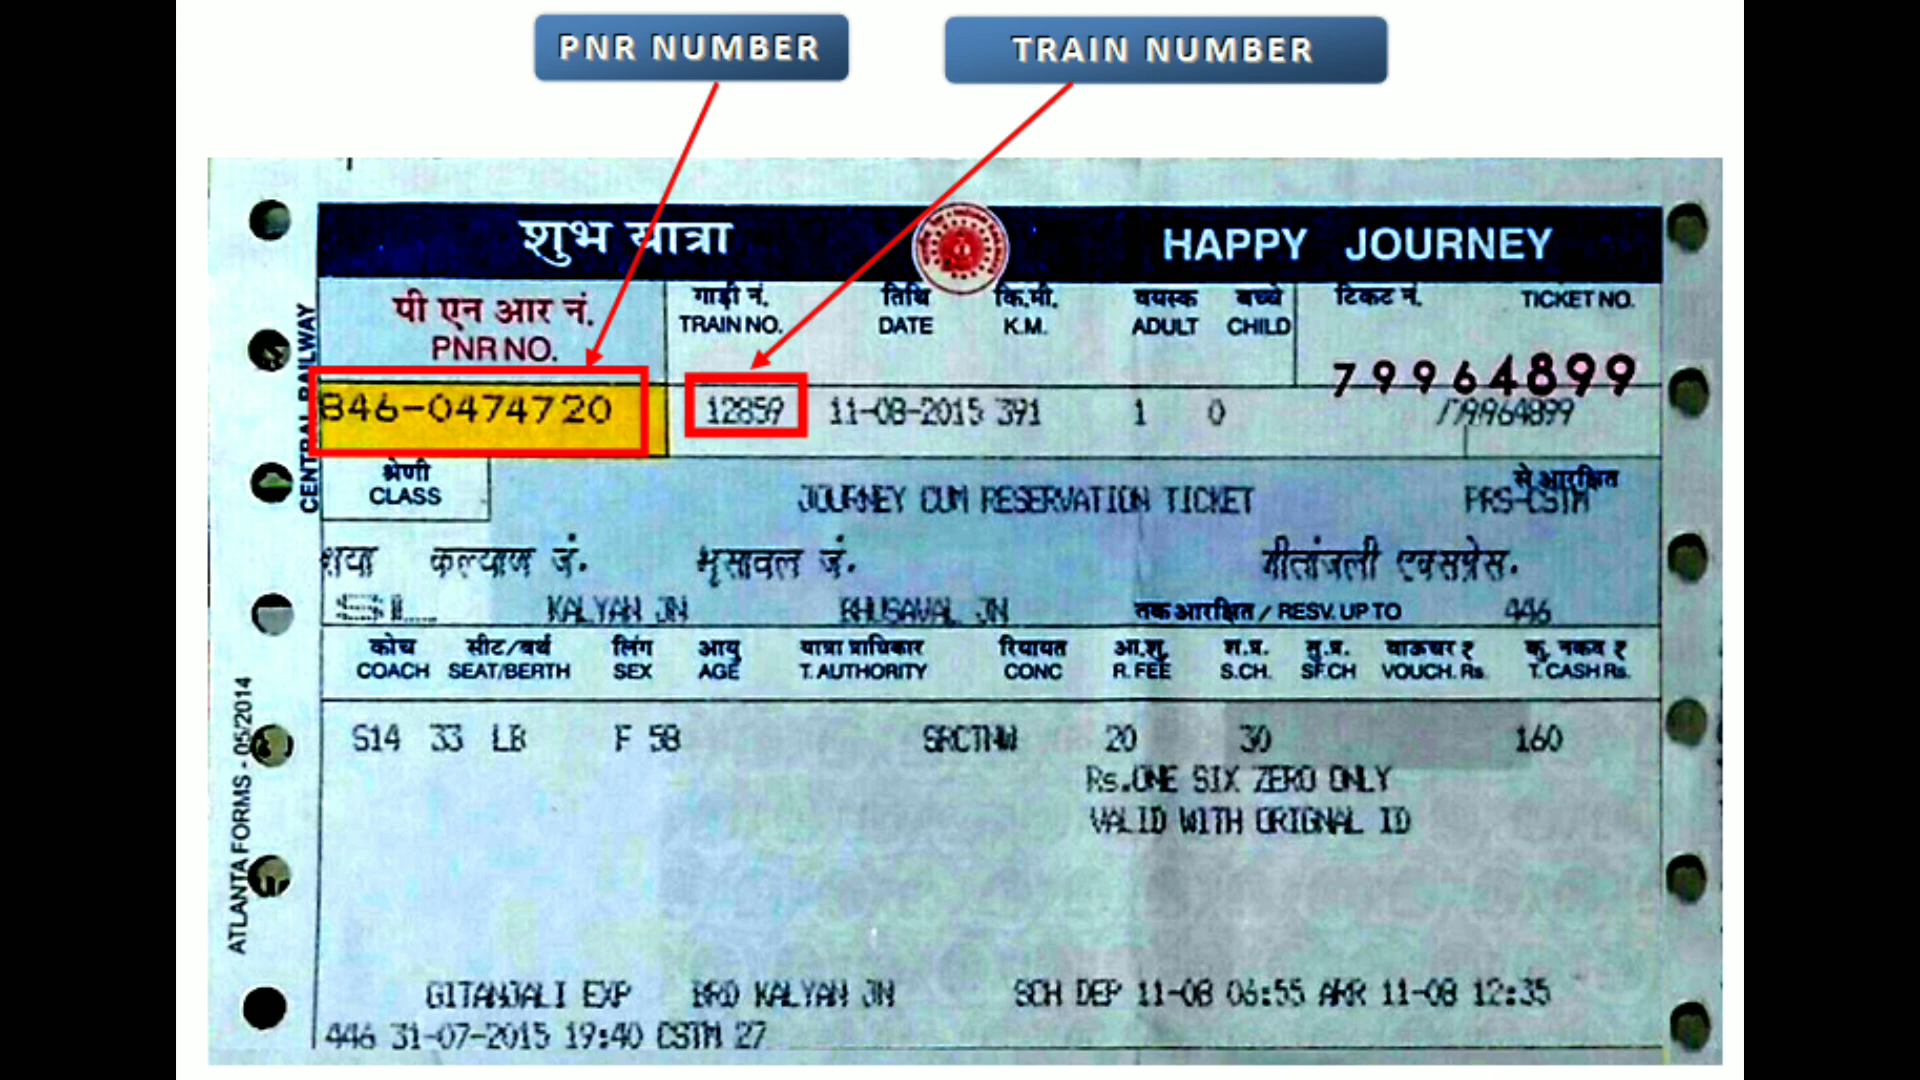 PNR NUMBER TRAIN NUMBER
शुभ यात्रा HAPPY JOURNEY
पी एन आर नं. गाड़ी नं. तिथि कि.मी. वयस्क बच्चे टिकट नं. TICKET NO.
PNR NO. TRAIN NO. DATE K.M. ADULT CHILD
79964899
846-0474720 12859 11-08-2015 391 1 0 79964899
CENTRAL RAILWAY
श्रेणी
CLASS
JOURNEY CUM RESERVATION TICKET
से आरक्षित
PRS-CSTM
शया कल्याण जं. भुसावल जं. गीतांजली एक्सप्रेस.
SL KALYAN JN BHUSAVAL JN तक आरक्षित / RESV. UP TO 446
कोच सीट/बर्थ लिंग आयु यात्रा प्राधिकार रियायत आ.शु. श.प्र. सु.प्र. वाऊचर ₹ कु. नकद ₹
COACH SEAT/BERTH SEX AGE T. AUTHORITY CONC R. FEE S.CH. SF.CH VOUCH. Rs. T. CASH Rs.
S14 33 LB F 58 SRCTNW 20 30 160
Rs.ONE SIX ZERO ONLY
VALID WITH ORIGNAL ID
ATLANTA FORMS - 05/2014
GITANJALI EXP BRD KALYAN JN SCH DEP 11-08 06:55 ARR 11-08 12:35
446 31-07-2015 19:40 CSTM 27